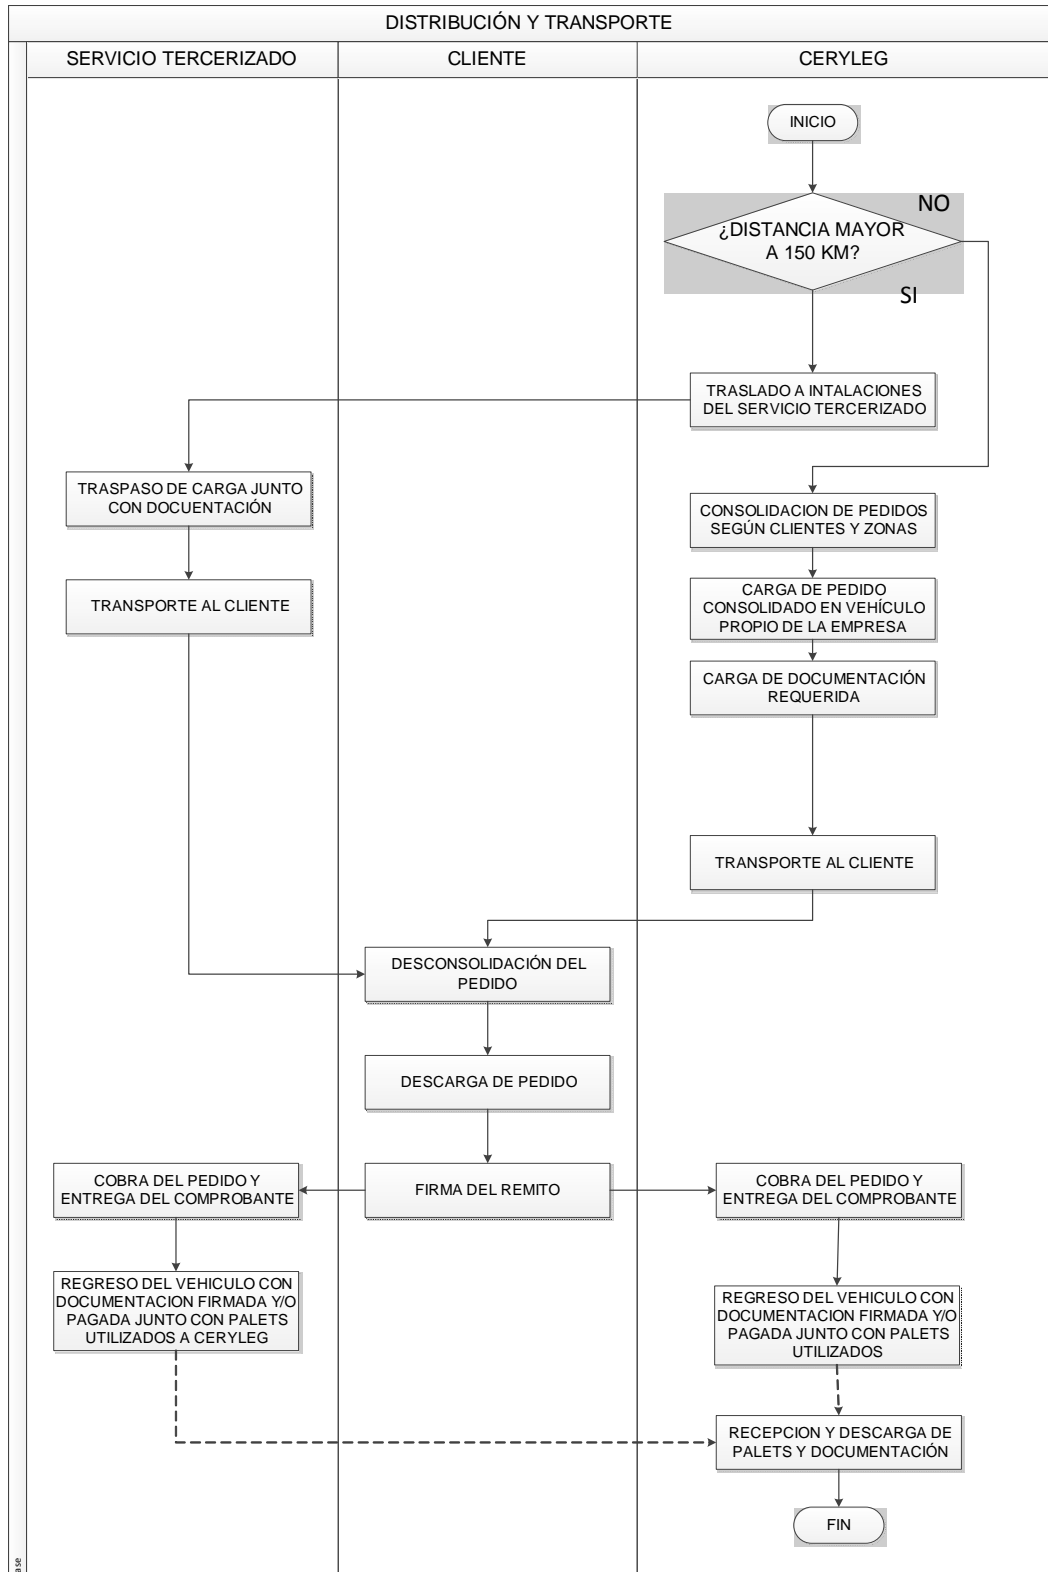 DISTRIBUCIÓN Y TRANSPORTE
SERVICIO TERCERIZADO
CLIENTE
CERYLEG
INICIO
NO
¿DISTANCIA MAYOR
A 150 KM?
SI
TRASLADO A INTALACIONES
DEL SERVICIO TERCERIZADO
TRASPASO DE CARGA JUNTO
CON DOCUENTACIÓN
CONSOLIDACION DE PEDIDOS
SEGÚN CLIENTES Y ZONAS
TRANSPORTE AL CLIENTE
CARGA DE PEDIDO
CONSOLIDADO EN VEHÍCULO
PROPIO DE LA EMPRESA
CARGA DE DOCUMENTACIÓN
REQUERIDA
TRANSPORTE AL CLIENTE
DESCONSOLIDACIÓN DEL
PEDIDO
DESCARGA DE PEDIDO
COBRA DEL PEDIDO Y
ENTREGA DEL COMPROBANTE
FIRMA DEL REMITO
COBRA DEL PEDIDO Y
ENTREGA DEL COMPROBANTE
REGRESO DEL VEHICULO CON
DOCUMENTACION FIRMADA Y/O
PAGADA JUNTO CON PALETS
UTILIZADOS A CERYLEG
REGRESO DEL VEHICULO CON
DOCUMENTACION FIRMADA Y/O
PAGADA JUNTO CON PALETS
UTILIZADOS
RECEPCION Y DESCARGA DE
PALETS Y DOCUMENTACIÓN
FIN